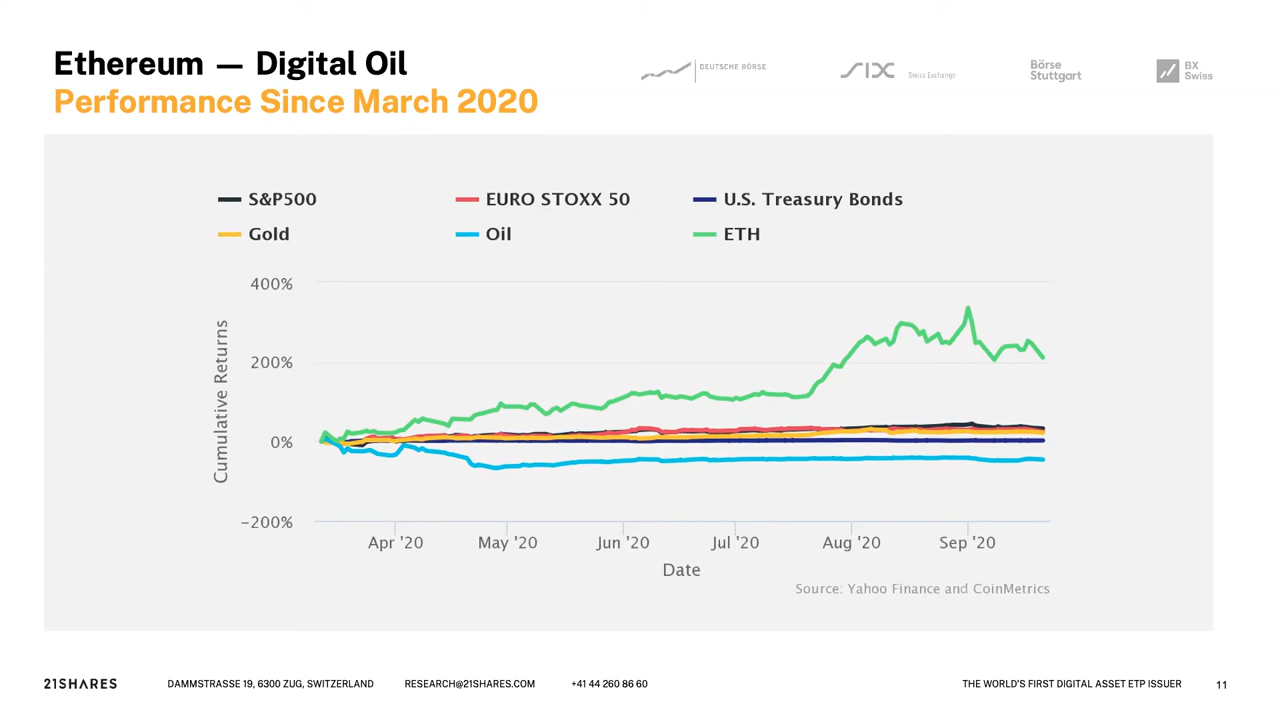 Ethereum — Digital Oil
Performance Since March 2020
DEUTSCHE BÖRSE
SIX Swiss Exchange
Börse
Stuttgart
BX
Swiss
S&P500 EURO STOXX 50 U.S. Treasury Bonds
Gold Oil ETH
400%
200%
0%
−200%
Cumulative Returns
Apr '20 May '20 Jun '20 Jul '20 Aug '20 Sep '20
Date
Source: Yahoo Finance and CoinMetrics
21SHARES DAMMSTRASSE 19, 6300 ZUG, SWITZERLAND RESEARCH@21SHARES.COM +41 44 260 86 60 THE WORLD'S FIRST DIGITAL ASSET ETP ISSUER 11